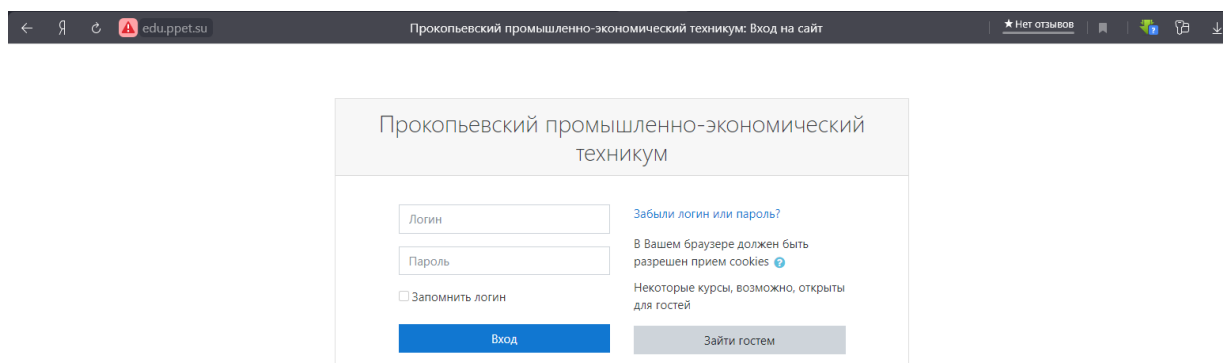 Я edu.ppet.su Прокопьевский промышленно-экономический техникум: Вход на сайт ★ Нет отзывов
Прокопьевский промышленно-экономический
техникум
Логин
Пароль
Запомнить логин
Вход
Забыли логин или пароль?
В Вашем браузере должен быть
разрешен прием cookies ?
Некоторые курсы, возможно, открыты
для гостей
Зайти гостем